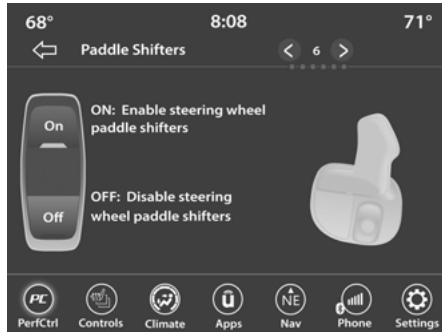 68° 8:08 71°
Paddle Shifters < 6 >
On
ON: Enable steering wheel
paddle shifters
OFF: Disable steering
wheel paddle shifters
Off
PC
ū
NE
PerfCtrl Controls Climate Apps Nav Phone Settings